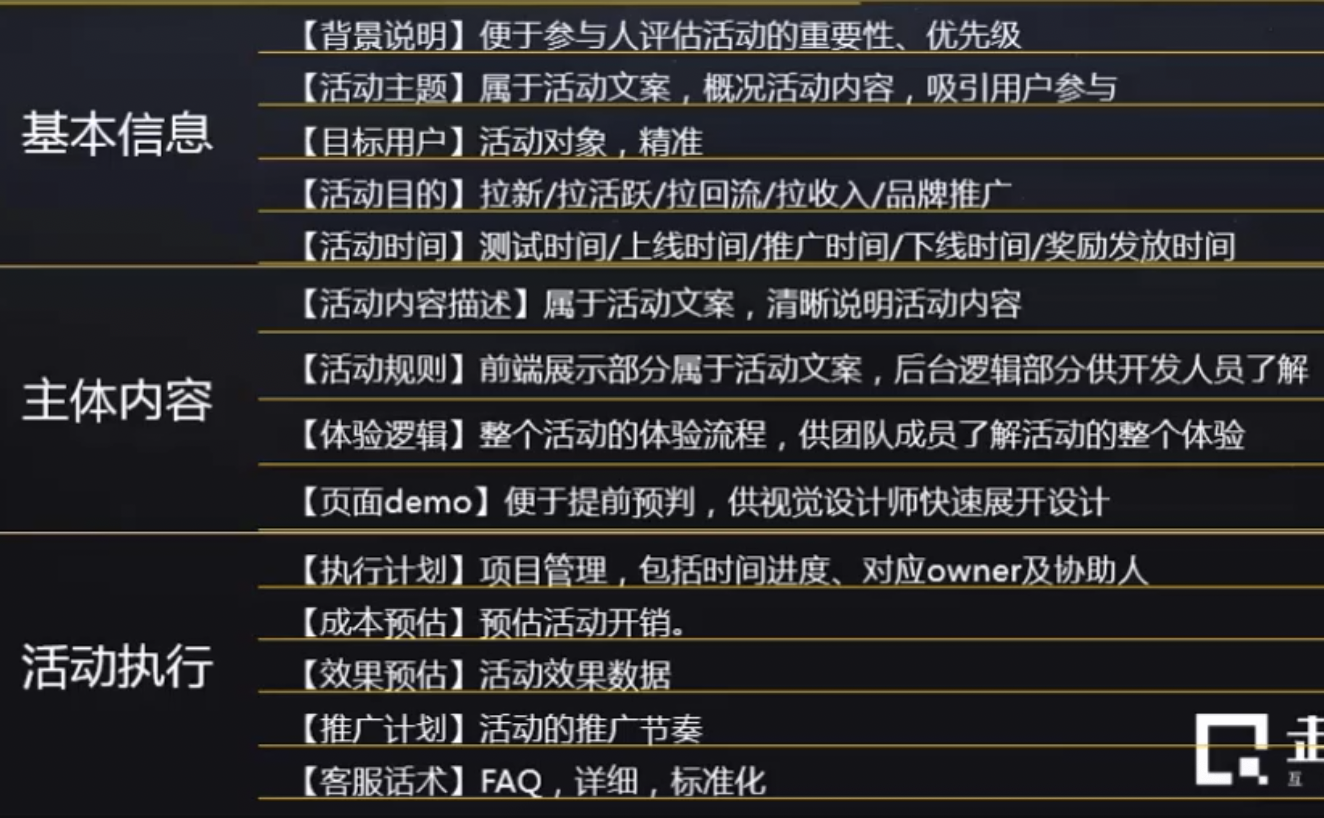 基本信息
【背景说明】便于参与人评估活动的重要性、优先级
【活动主题】属于活动文案，概况活动内容，吸引用户参与
【目标用户】活动对象，精准
【活动目的】拉新/拉活跃/拉回流/拉收入/品牌推广
【活动时间】测试时间/上线时间/推广时间/下线时间/奖励发放时间
主体内容
【活动内容描述】属于活动文案，清晰说明活动内容
【活动规则】前端展示部分属于活动文案，后台逻辑部分供开发人员了解
【体验逻辑】整个活动的体验流程，供团队成员了解活动的整个体验
【页面demo】便于提前预判，供视觉设计师快速展开设计
活动执行
【执行计划】项目管理，包括时间进度、对应owner及协助人
【成本预估】预估活动开销。
【效果预估】活动效果数据
【推广计划】活动的推广节奏
【客服话术】FAQ，详细，标准化
互